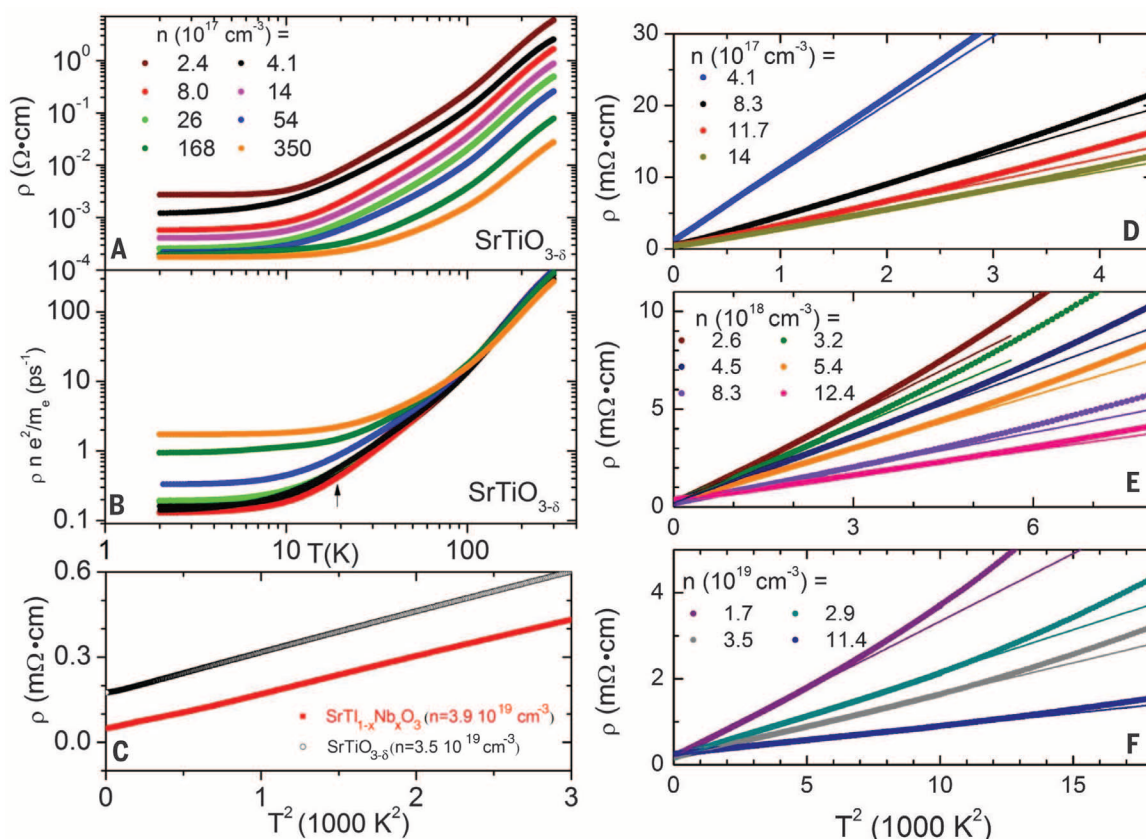 n (10¹⁷ cm⁻³) =
2.4 4.1
8.0 14
26 54
168 350
10⁰
10⁻¹
10⁻²
10⁻³
10⁻⁴
ρ (Ω•cm)
A
SrTiO₃₋δ
100
10
1
0.1
ρ n e²/mₑ (ps⁻¹)
B
SrTiO₃₋δ
1 10 100
T(K)
0.6
0.3
0.0
ρ (mΩ•cm)
C
SrTI₁₋ₓNbₓO₃ (n=3.9 10¹⁹ cm⁻³)
SrTiO₃₋δ (n=3.5 10¹⁹ cm⁻³)
0 1 2 3
T² (1000 K²)
n (10¹⁷ cm⁻³) =
4.1
8.3
11.7
14
30
20
10
0
ρ (mΩ•cm)
D
0 1 2 3 4
n (10¹⁸ cm⁻³) =
2.6 3.2
4.5 5.4
8.3 12.4
10
5
0
ρ (mΩ•cm)
E
0 3 6
n (10¹⁹ cm⁻³) =
1.7 2.9
3.5 11.4
4
2
0
ρ (mΩ•cm)
F
0 5 10 15
T² (1000 K²)